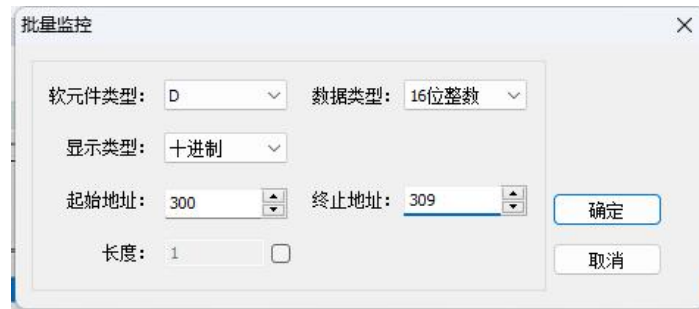 批量监控
软元件类型： D 数据类型： 16位整数
显示类型： 十进制
起始地址： 300 终止地址： 309
确定
长度： 1
取消